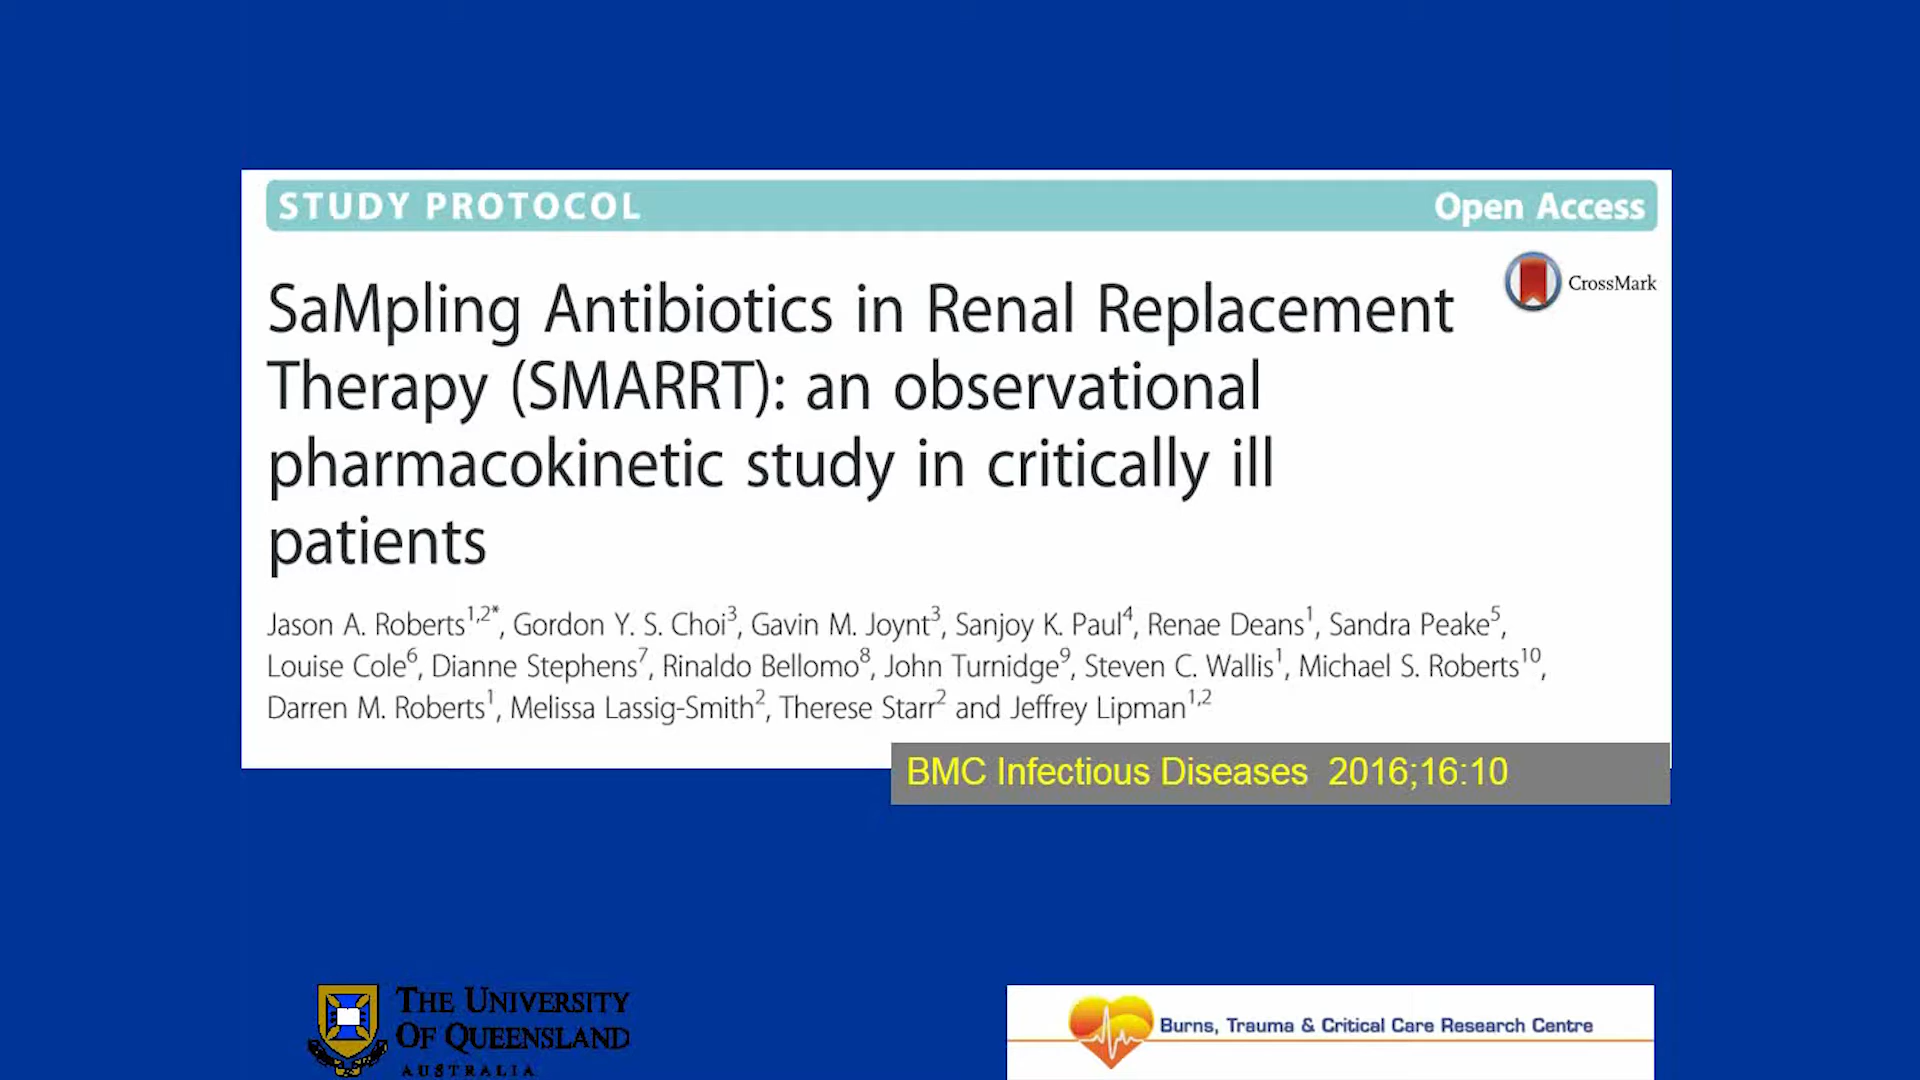 STUDY PROTOCOL
Open Access
CrossMark
SaMpling Antibiotics in Renal Replacement
Therapy (SMARRT): an observational
pharmacokinetic study in critically ill
patients
Jason A. Roberts1,2*, Gordon Y. S. Choi3, Gavin M. Joynt3, Sanjoy K. Paul4, Renae Deans1, Sandra Peake5,
Louise Cole6, Dianne Stephens7, Rinaldo Bellomo8, John Turnidge9, Steven C. Wallis1, Michael S. Roberts10,
Darren M. Roberts1, Melissa Lassig-Smith2, Therese Starr2 and Jeffrey Lipman1,2
BMC Infectious Diseases 2016;16:10
THE UNIVERSITY
OF QUEENSLAND
AUSTRALIA
Burns, Trauma & Critical Care Research Centre